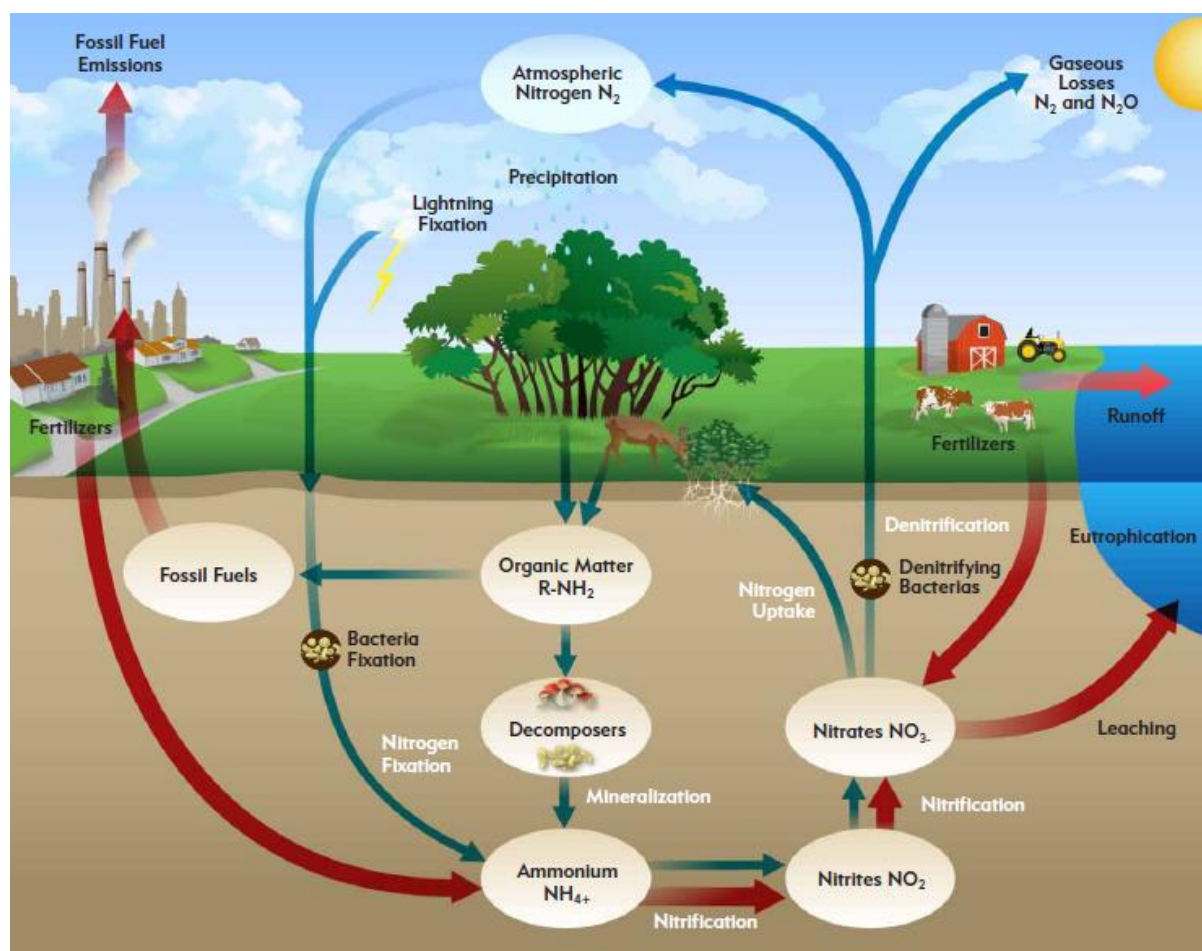 Fossil Fuel
Emissions
Atmospheric
Nitrogen N₂
Gaseous
Losses
N₂ and N₂O
Precipitation
Lightning
Fixation
Fertilizers
Fertilizers
Runoff
Denitrification
Eutrophication
Fossil Fuels
Organic Matter
R-NH₂
Nitrogen
Uptake
Denitrifying
Bacterias
Bacteria
Fixation
Decomposers
Nitrates NO₃₋
Leaching
Nitrogen
Fixation
Mineralization
Nitrification
Ammonium
NH₄₊
Nitrites NO₂
Nitrification